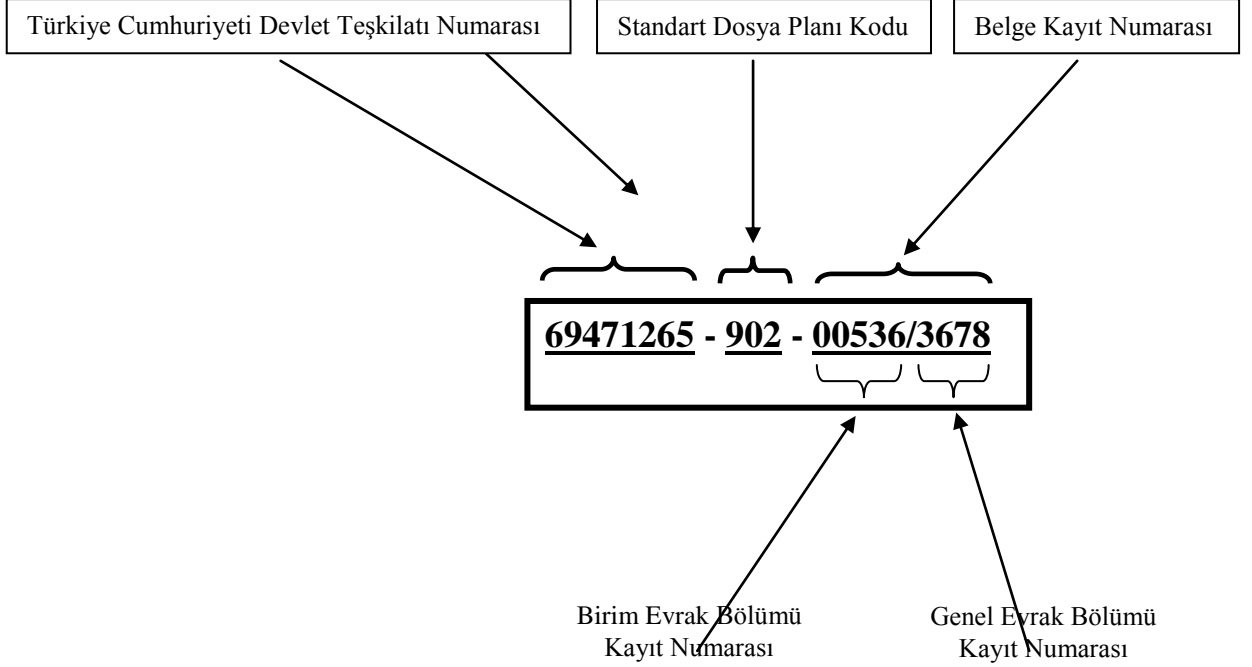 Türkiye Cumhuriyeti Devlet Teşkilatı Numarası
Standart Dosya Planı Kodu
Belge Kayıt Numarası
69471265 - 902 - 00536/3678
Birim Evrak Bölümü
Kayıt Numarası
Genel Evrak Bölümü
Kayıt Numarası